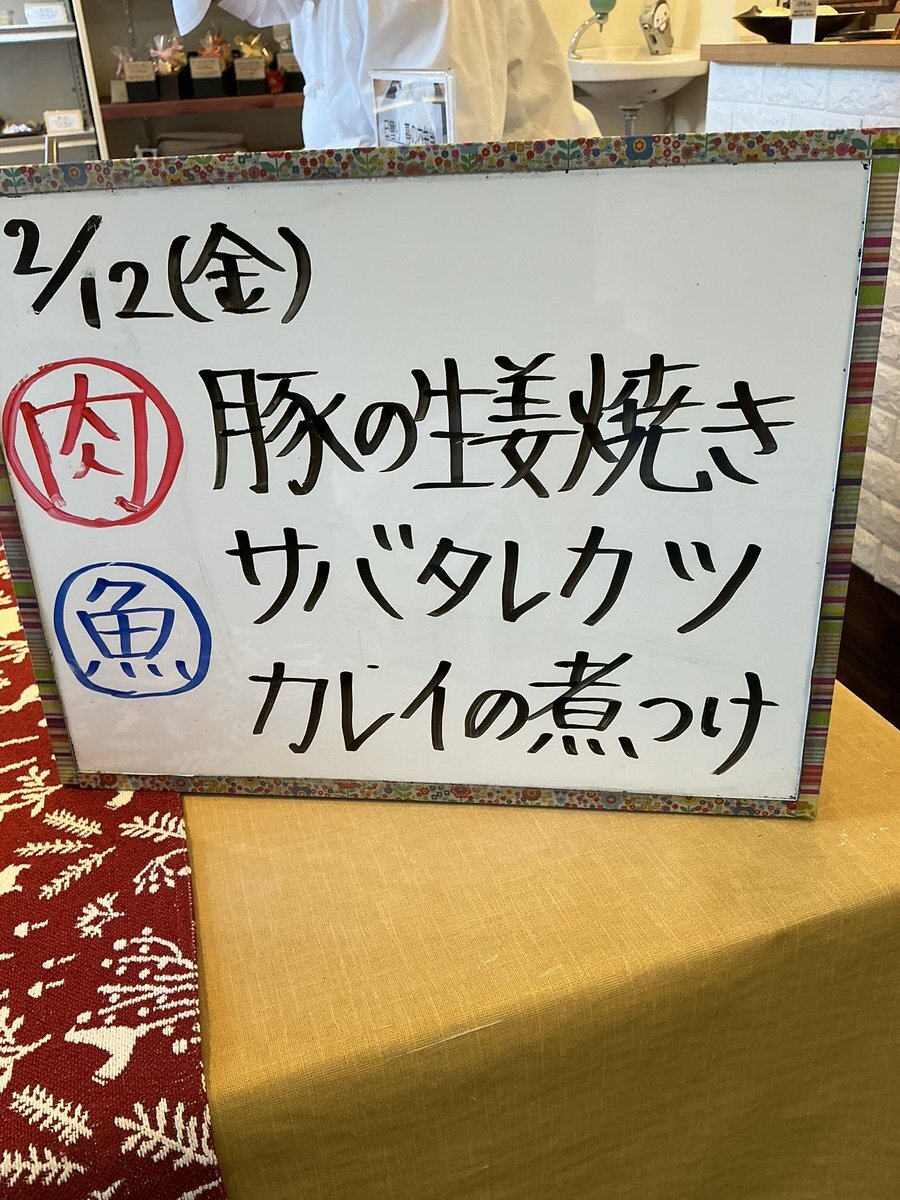 2/12(金)
肉 豚の生姜焼き
魚 サバタレカツ
カレイの煮つけ